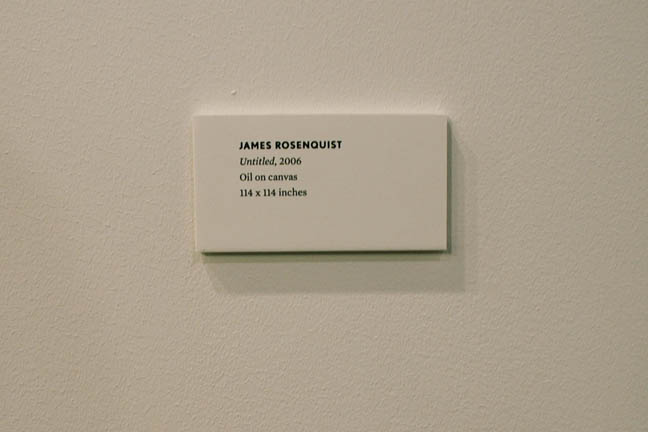 JAMES ROSENQUIST
Untitled, 2006
Oil on canvas
114 x 114 inches